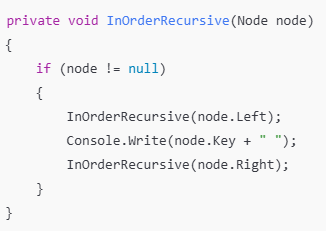 private void InOrderRecursive(Node node)
{
    if (node != null)
    {
        InOrderRecursive(node.Left);
        Console.Write(node.Key + " ");
        InOrderRecursive(node.Right);
    }
}